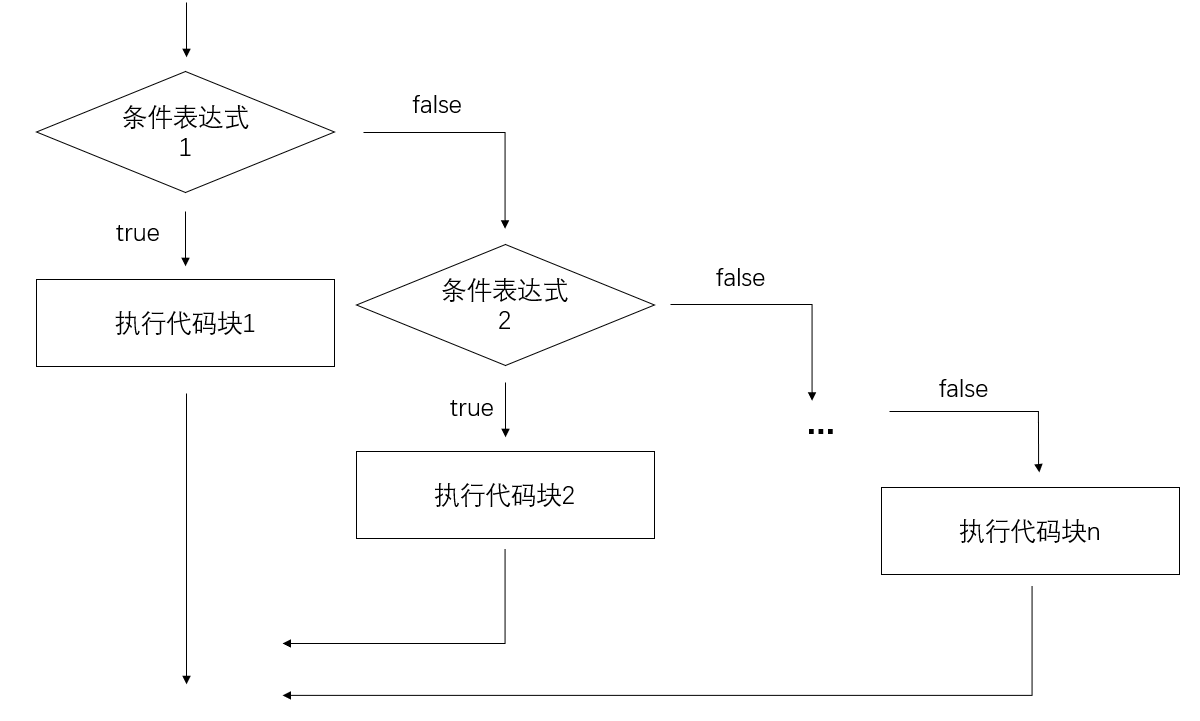 条件表达式
1
false
true
执行代码块1
条件表达式
2
false
true
执行代码块2
...
false
执行代码块n